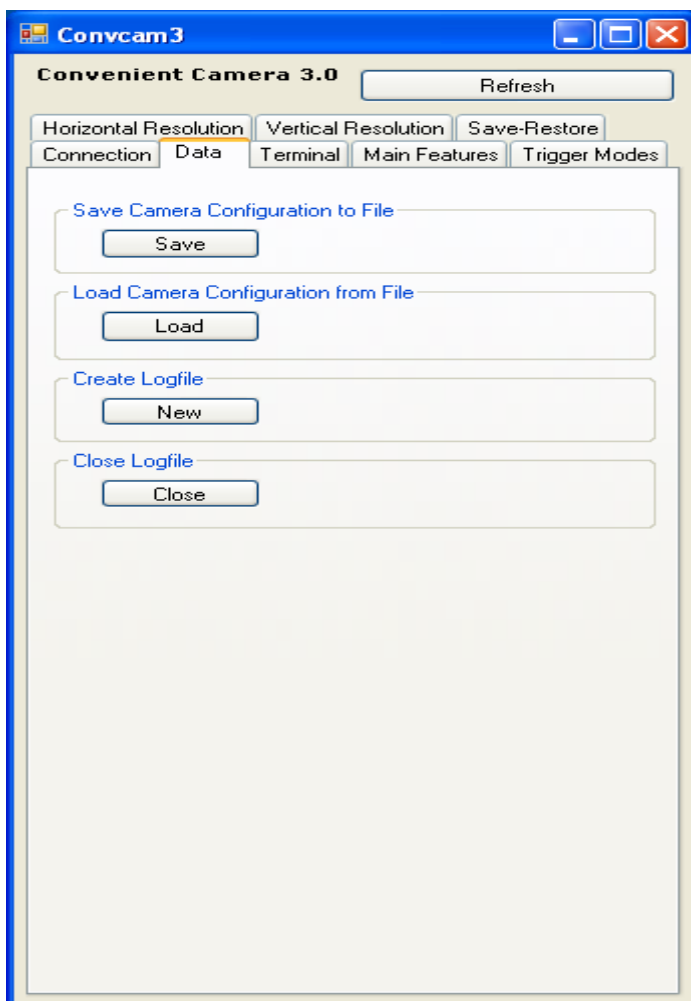 Convcam3
Convenient Camera 3.0
Refresh
Horizontal Resolution Vertical Resolution Save-Restore
Connection Data Terminal Main Features Trigger Modes
Save Camera Configuration to File
Save
Load Camera Configuration from File
Load
Create Logfile
New
Close Logfile
Close